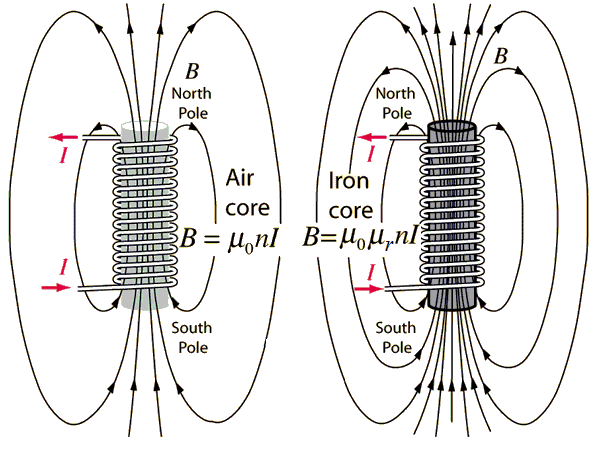 B
North
Pole
I
Air
core
B = μ₀nI
I
South
Pole
B
North
Pole
I
Iron
core
B=μ₀μᵣnI
I
South
Pole